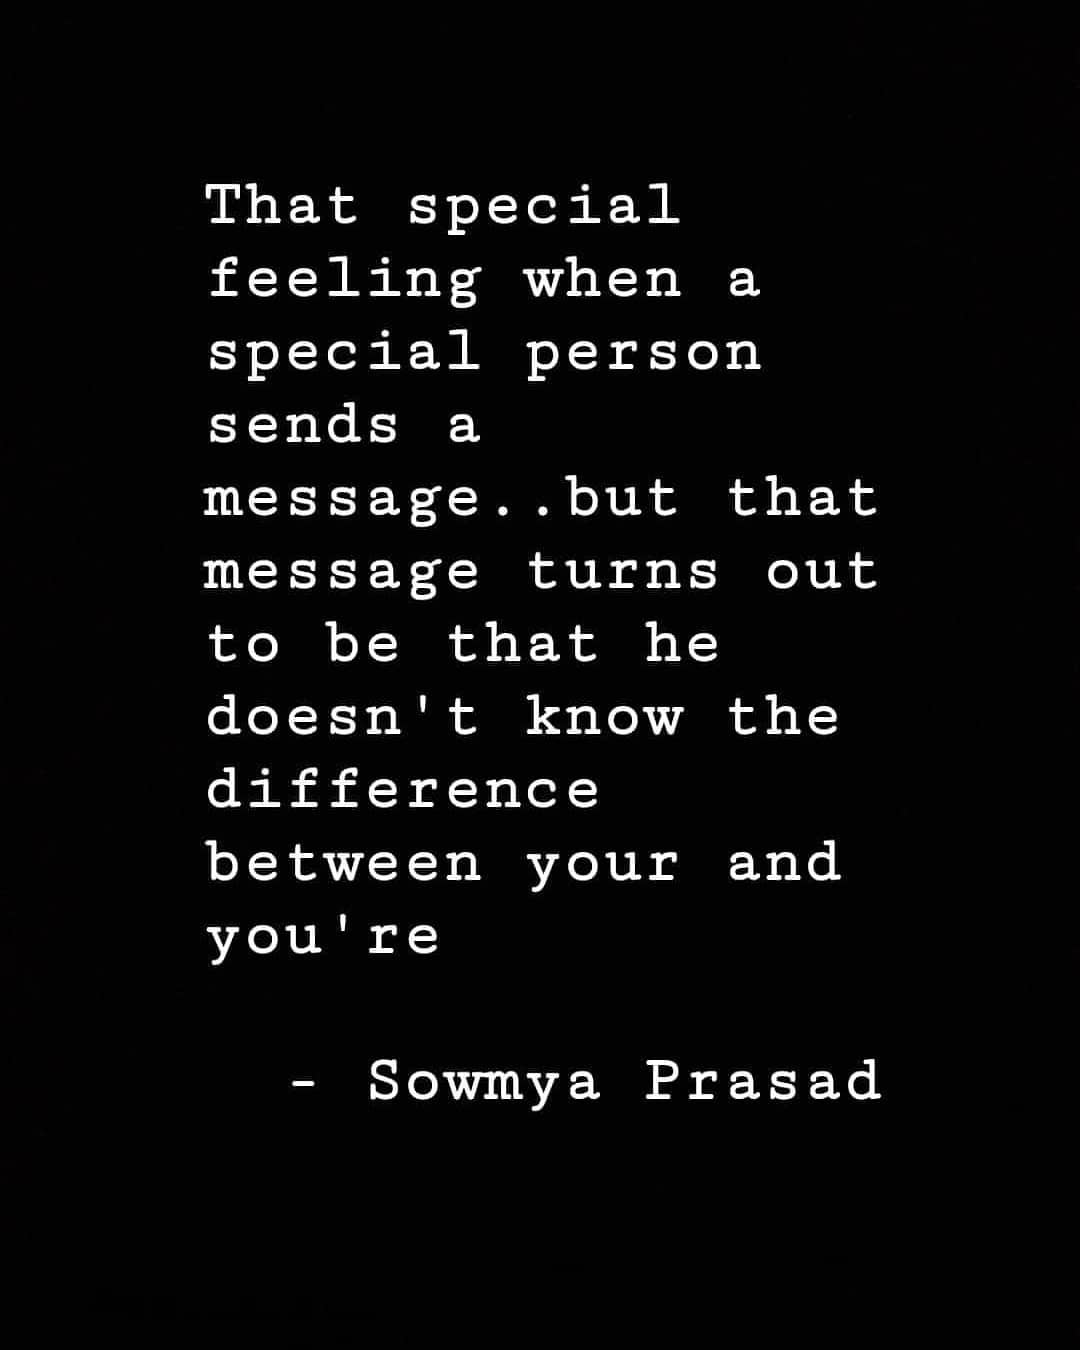 That special
feeling when a
special person
sends a
message..but that
message turns out
to be that he
doesn't know the
difference
between your and
you're
- Sowmya Prasad